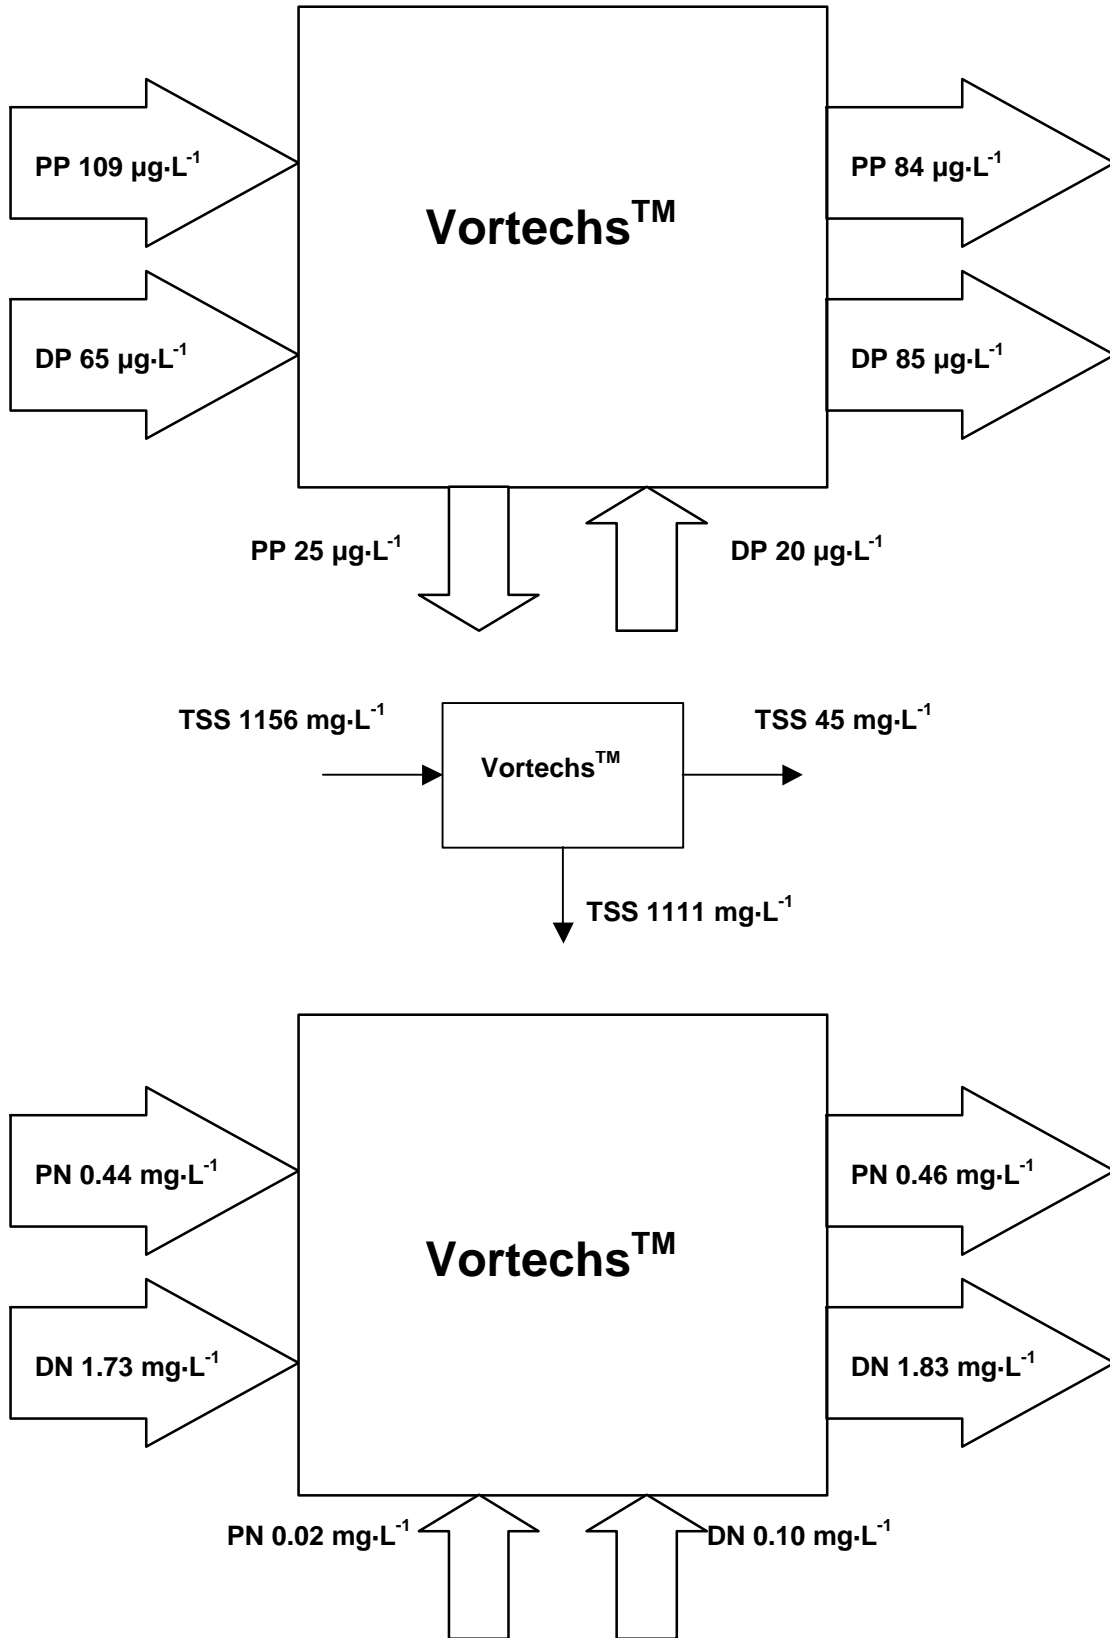 PP 109 µg·L⁻¹
PP 84 µg·L⁻¹
Vortechs™
DP 65 µg·L⁻¹
DP 85 µg·L⁻¹
PP 25 µg·L⁻¹
DP 20 µg·L⁻¹
TSS 1156 mg·L⁻¹
TSS 45 mg·L⁻¹
Vortechs™
TSS 1111 mg·L⁻¹
PN 0.44 mg·L⁻¹
PN 0.46 mg·L⁻¹
Vortechs™
DN 1.73 mg·L⁻¹
DN 1.83 mg·L⁻¹
PN 0.02 mg·L⁻¹
DN 0.10 mg·L⁻¹